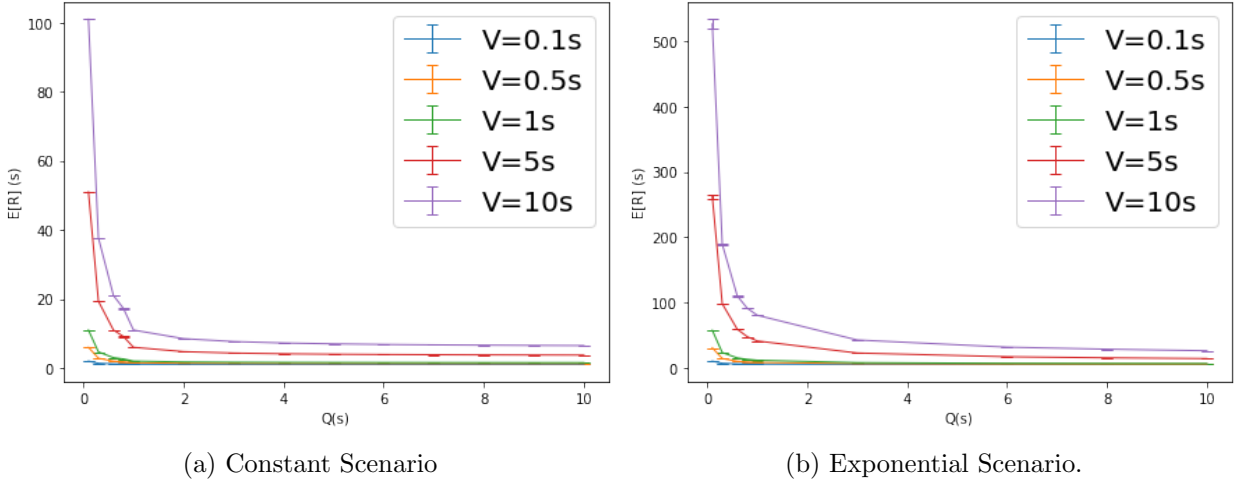 100
80
60
40
20
0
E[R] (s)
0 2 4 6 8 10
Q(s)
V=0.1s
V=0.5s
V=1s
V=5s
V=10s
(a) Constant Scenario
500
400
300
200
100
0
E[R] (s)
0 2 4 6 8 10
Q(s)
V=0.1s
V=0.5s
V=1s
V=5s
V=10s
(b) Exponential Scenario.